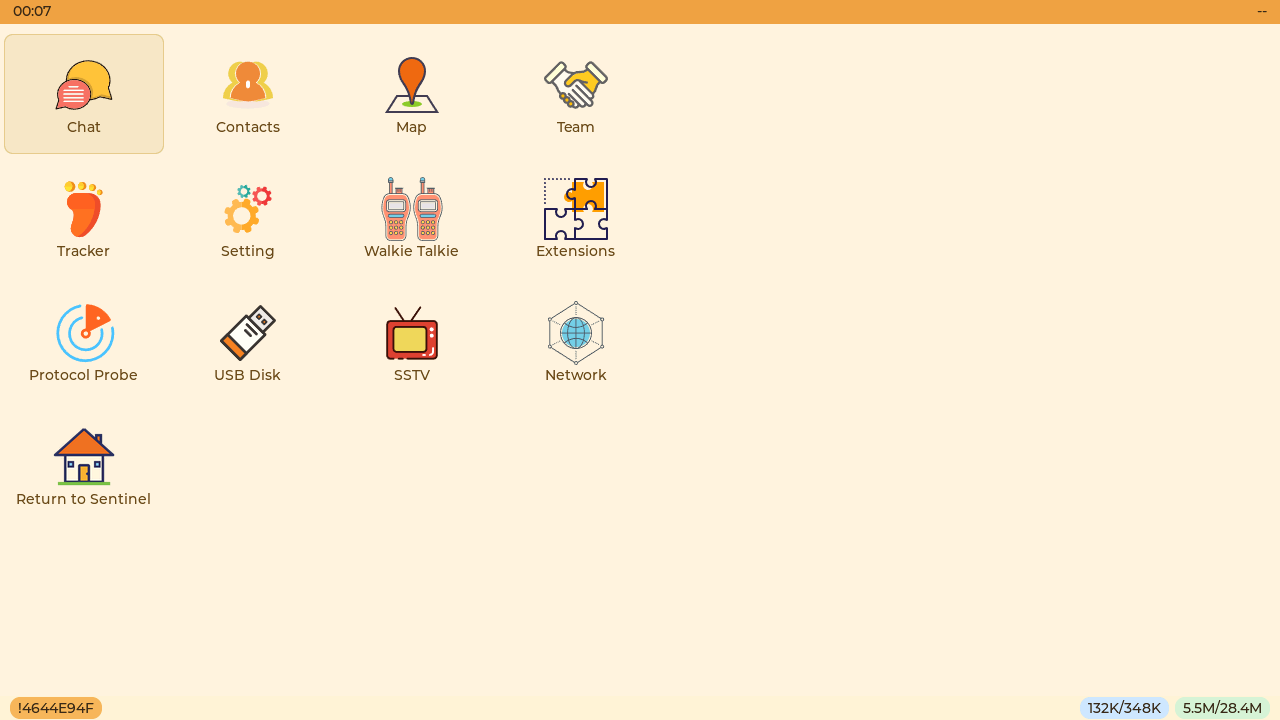 00:07 --
Chat Contacts Map Team
Tracker Setting Walkie Talkie Extensions
Protocol Probe USB Disk SSTV Network
Return to Sentinel
!4644E94F 132K/348K 5.5M/28.4M